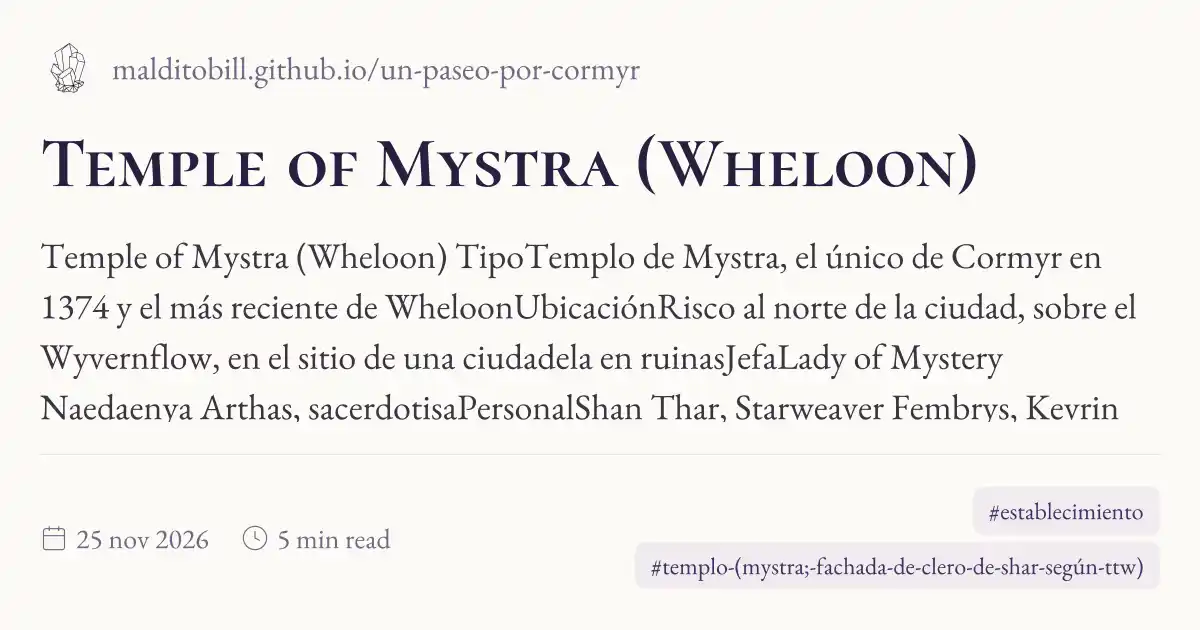 malditobill.github.io/un-paseo-por-cormyr
Temple of Mystra (Wheloon)
Temple of Mystra (Wheloon) TipoTemplo de Mystra, el único de Cormyr en
1374 y el más reciente de WheloonUbicaciónRisco al norte de la ciudad, sobre el
Wyvernflow, en el sitio de una ciudadela en ruinasJefaLady of Mystery
Naedaenya Arthas, sacerdotisaPersonalShan Thar, Starweaver Fembrys, Kevrin
25 nov 2026
5 min read
#establecimiento
#templo-(mystra;-fachada-de-clero-de-shar-según-ttw)